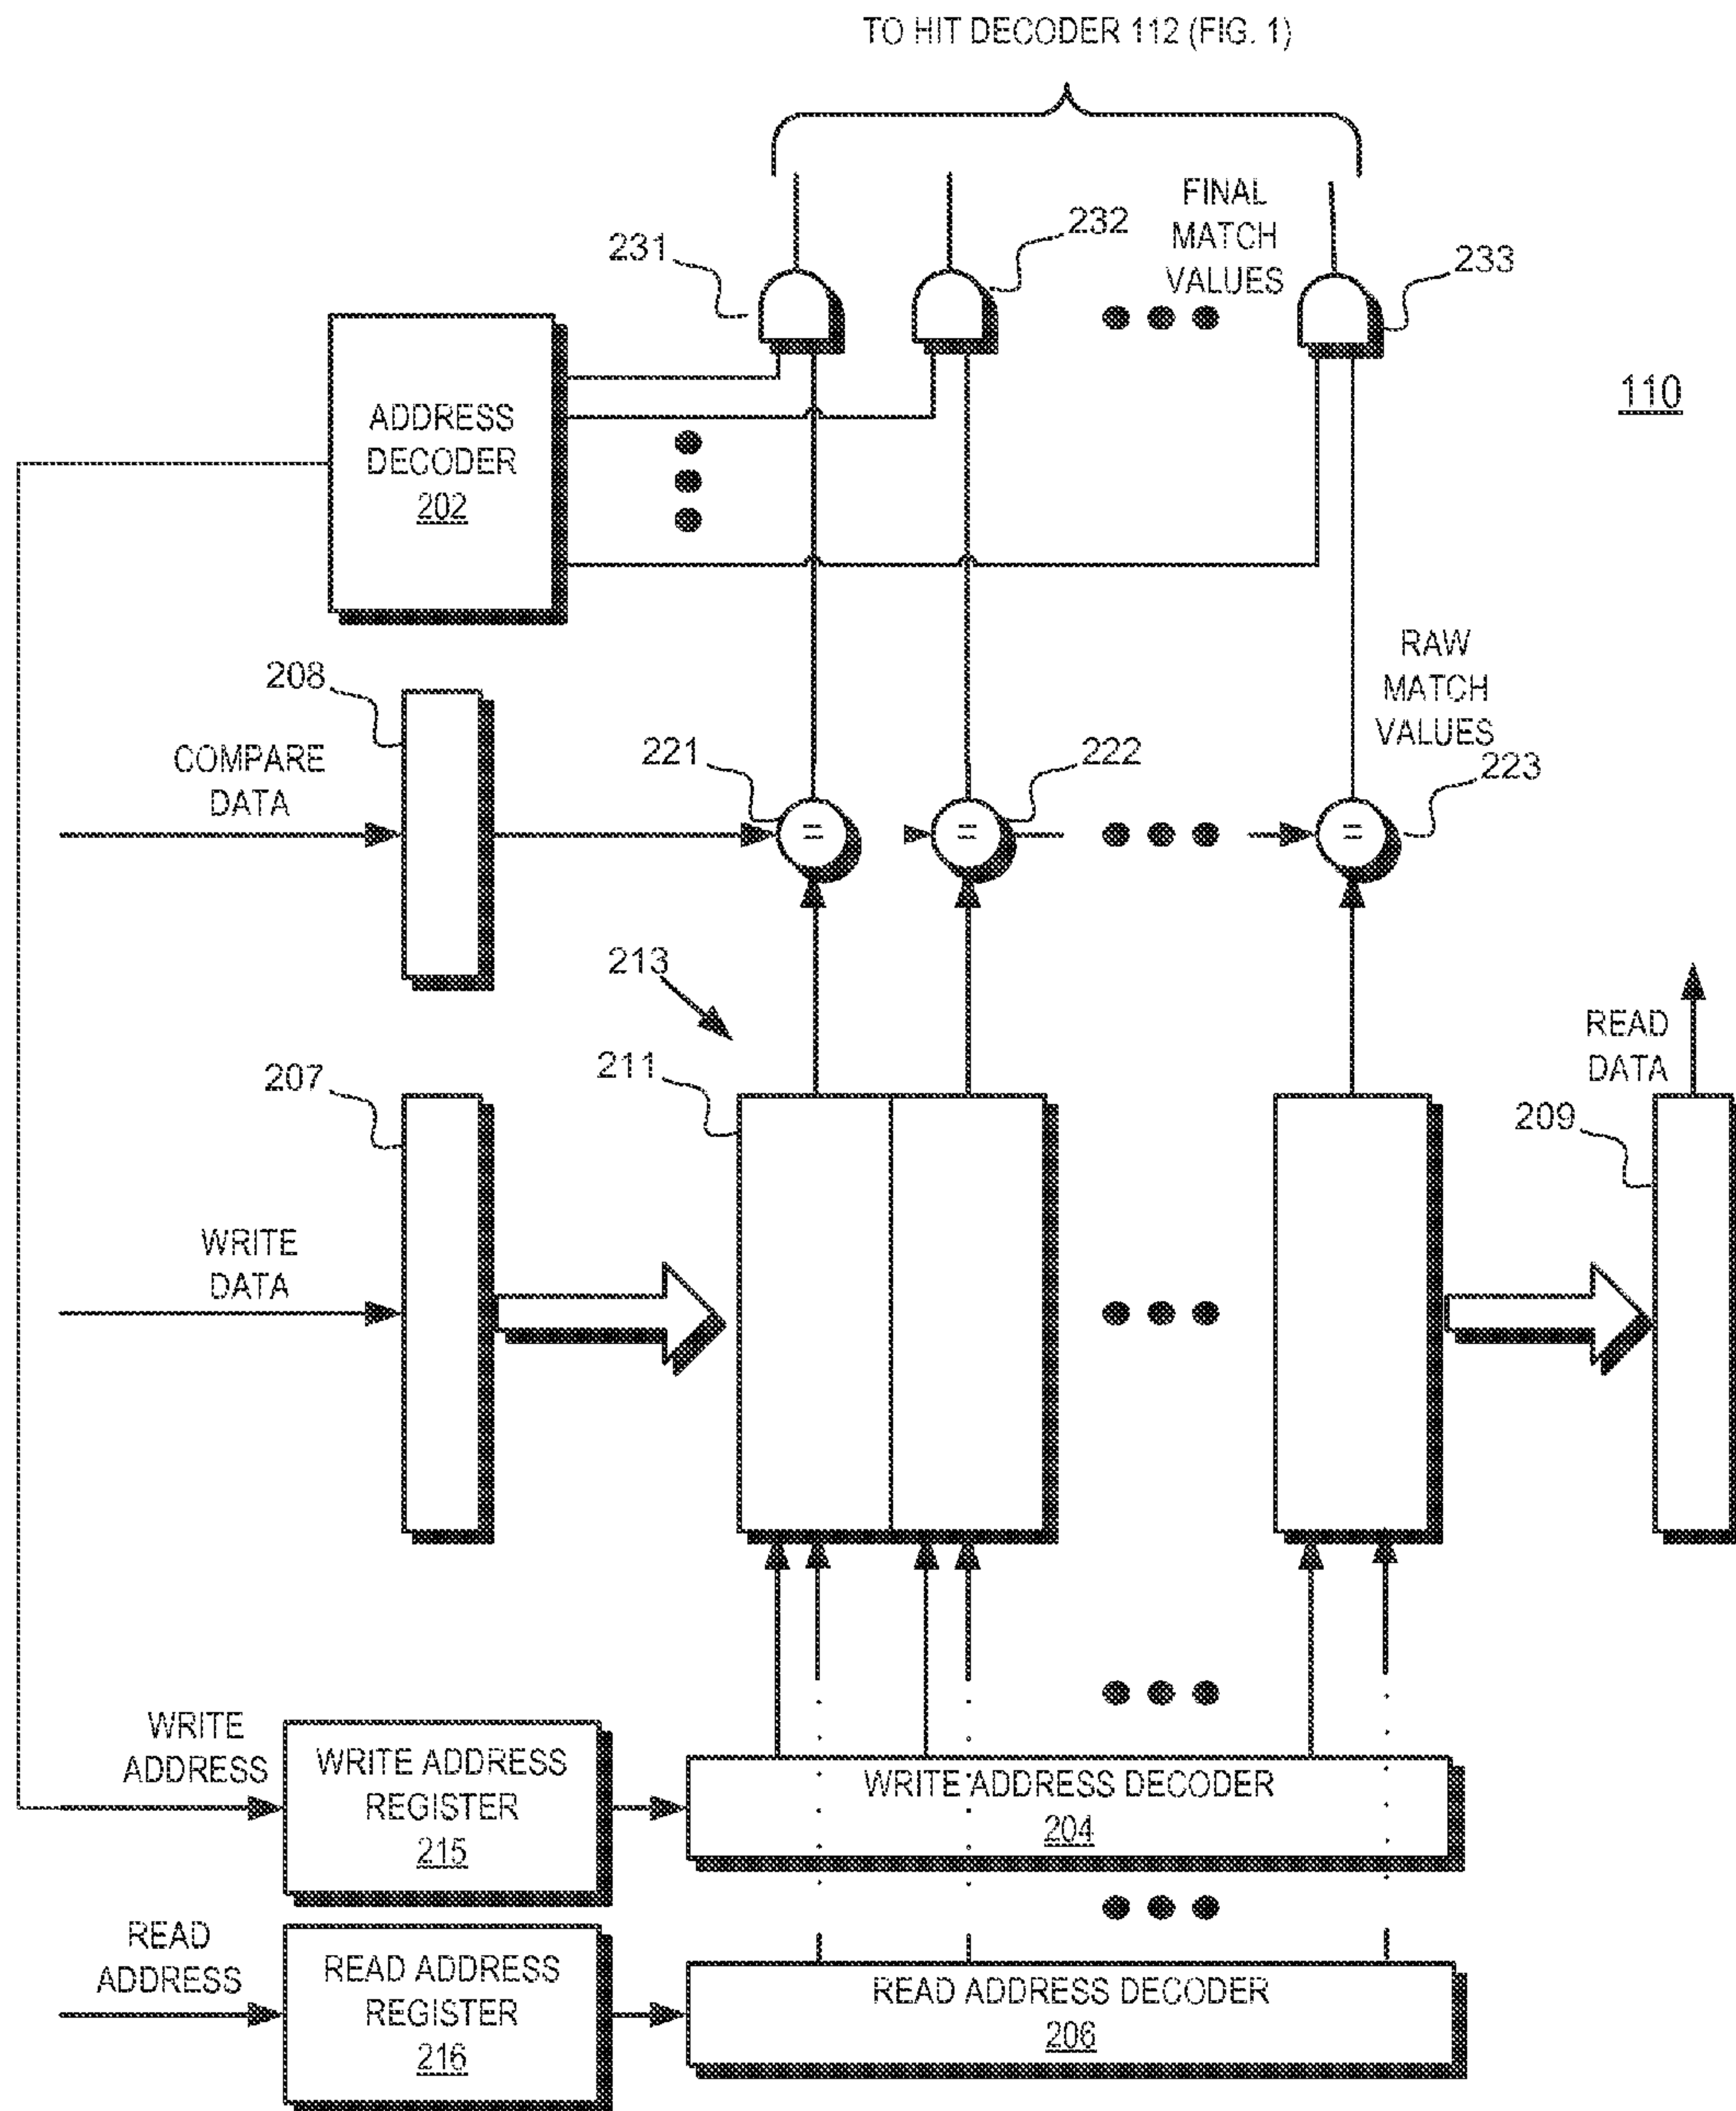 TO HIT DECODER 112 (FIG. 1)
FINAL
MATCH
VALUES
231
232
233
110
ADDRESS
DECODER
202
RAW
MATCH
VALUES
208
COMPARE
DATA
221
222
223
=
=
=
213
READ
DATA
207
211
209
WRITE
DATA
WRITE
ADDRESS
WRITE ADDRESS
REGISTER
215
WRITE ADDRESS DECODER
204
READ
ADDRESS
READ ADDRESS
REGISTER
216
READ ADDRESS DECODER
206